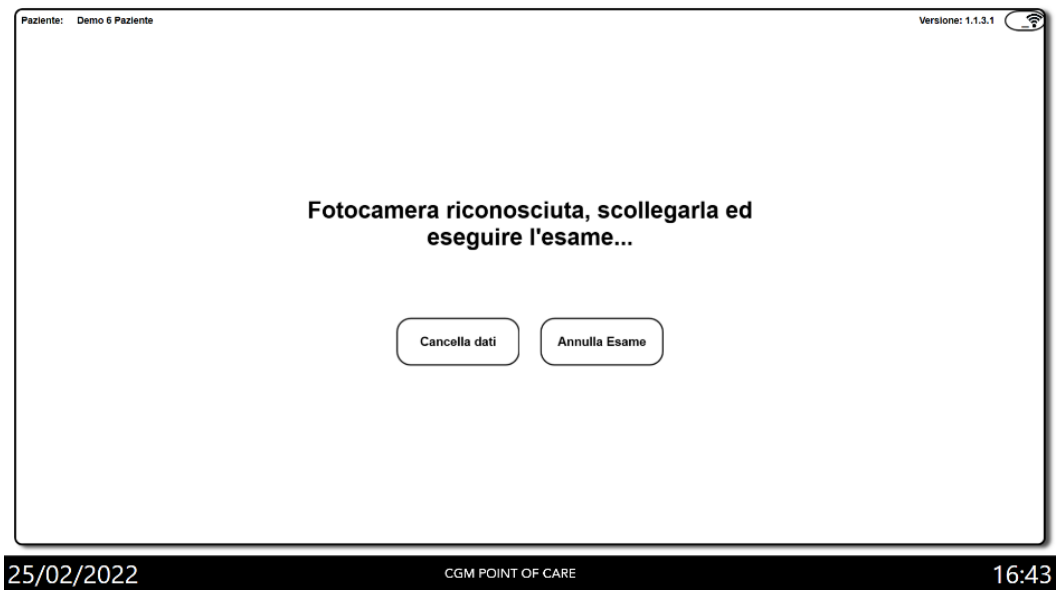 Paziente: Demo 6 Paziente
Versione: 1.1.3.1
Fotocamera riconosciuta, scollegarla ed
eseguire l'esame...
Cancella dati
Annulla Esame
25/02/2022
CGM POINT OF CARE
16:43